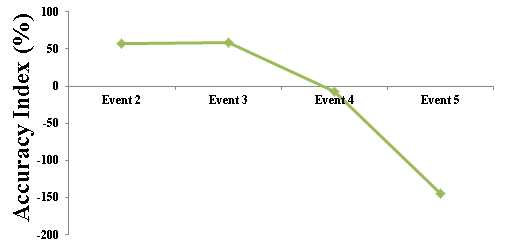 Accuracy Index (%)
100
50
0
-50
-100
-150
-200
Event 2
Event 3
Event 4
Event 5